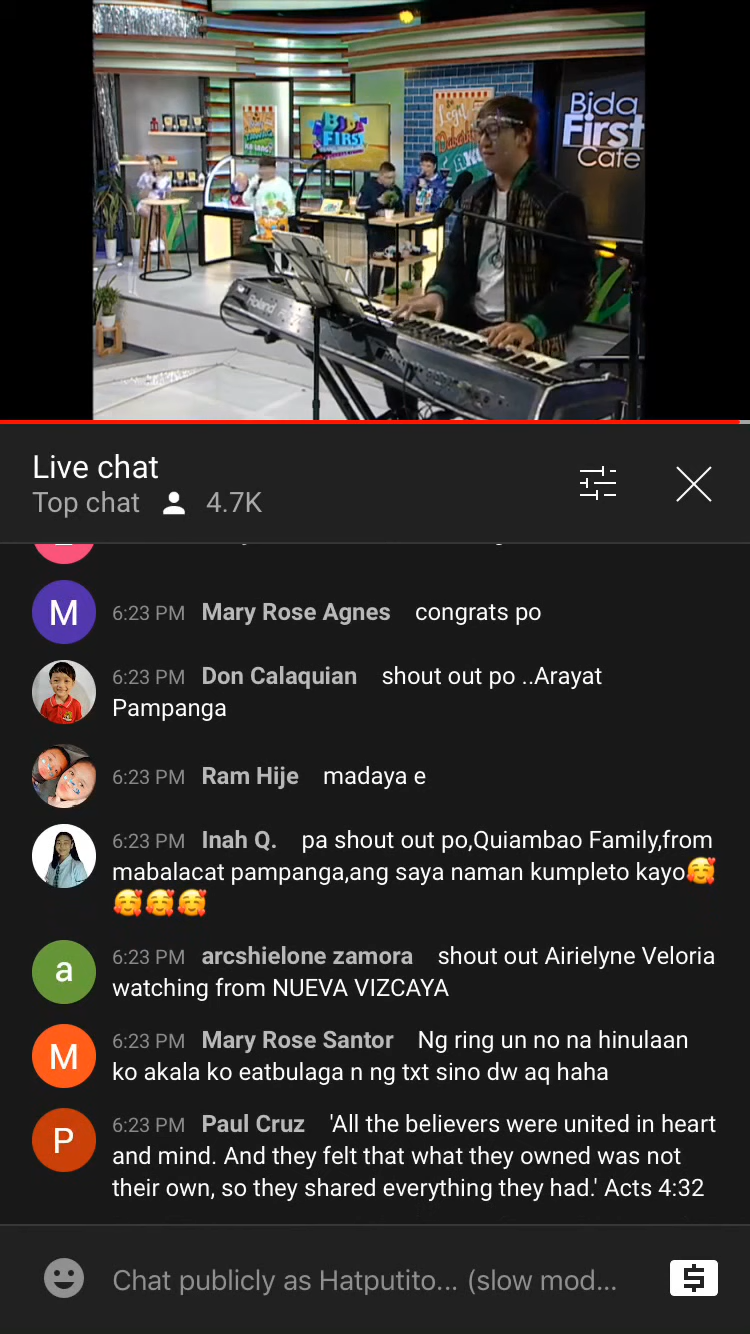 Bida
First
Cafe
BIDA
FIRST
Legit
Roland
Live chat
Top chat 4.7K
M 6:23 PM Mary Rose Agnes congrats po
6:23 PM Don Calaquian shout out po ..Arayat
Pampanga
6:23 PM Ram Hije madaya e
6:23 PM Inah Q. pa shout out po,Quiambao Family,from
mabalacat pampanga,ang saya naman kumpleto kayo🥰
🥰🥰🥰
a 6:23 PM arcshielone zamora shout out Airielyne Veloria
watching from NUEVA VIZCAYA
M 6:23 PM Mary Rose Santor Ng ring un no na hinulaan
ko akala ko eatbulaga n ng txt sino dw aq haha
P 6:23 PM Paul Cruz 'All the believers were united in heart
and mind. And they felt that what they owned was not
their own, so they shared everything they had.' Acts 4:32
Chat publicly as Hatputito... (slow mod...
$